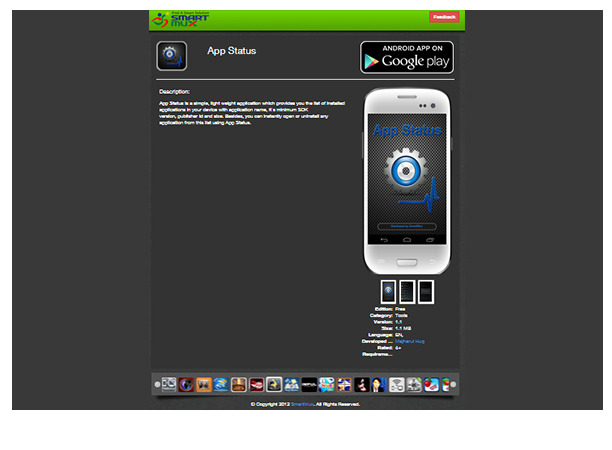 Find A Smart Solution
SMART
MUX
Feedback
App Status
ANDROID APP ON
Google play
Description:
App Status is a simple, light weight application which provides you the list of installed
applications in your device with application name, it's minimum SDK
version, publisher id and size. Besides, you can instantly open or uninstall any
application from this list using App Status.
App Status
Edition: Free
Category: Tools
Version: 1.1
Size: 1.1 MB
Language: EN,
Developed ... Majharul Huq
Rated: 4+
Requireme...
© Copyright 2012 SmartMux. All Rights Reserved.